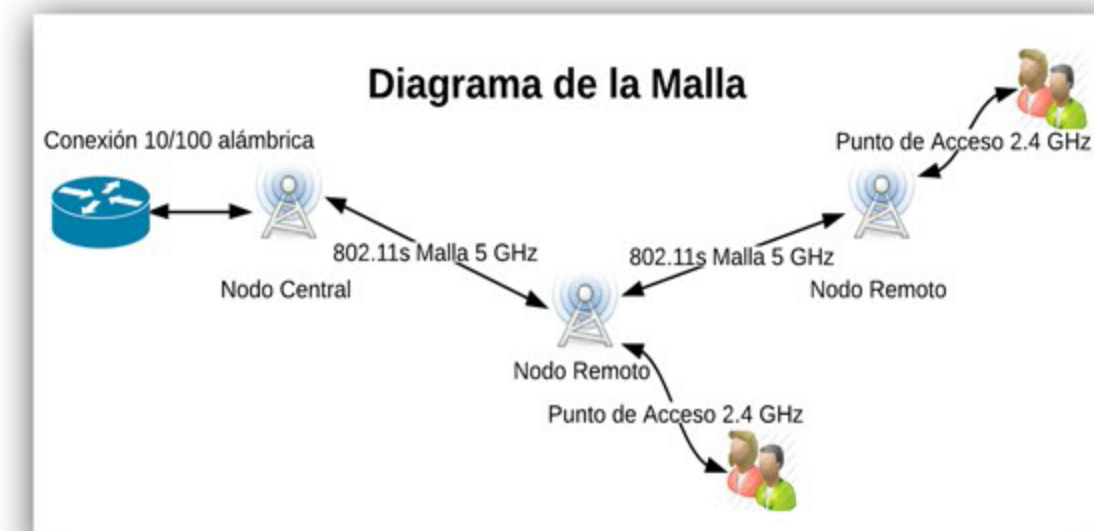 Diagrama de la Malla
Conexión 10/100 alámbrica
Punto de Acceso 2.4 GHz
802.11s Malla 5 GHz
802.11s Malla 5 GHz
Nodo Central
Nodo Remoto
Nodo Remoto
Punto de Acceso 2.4 GHz